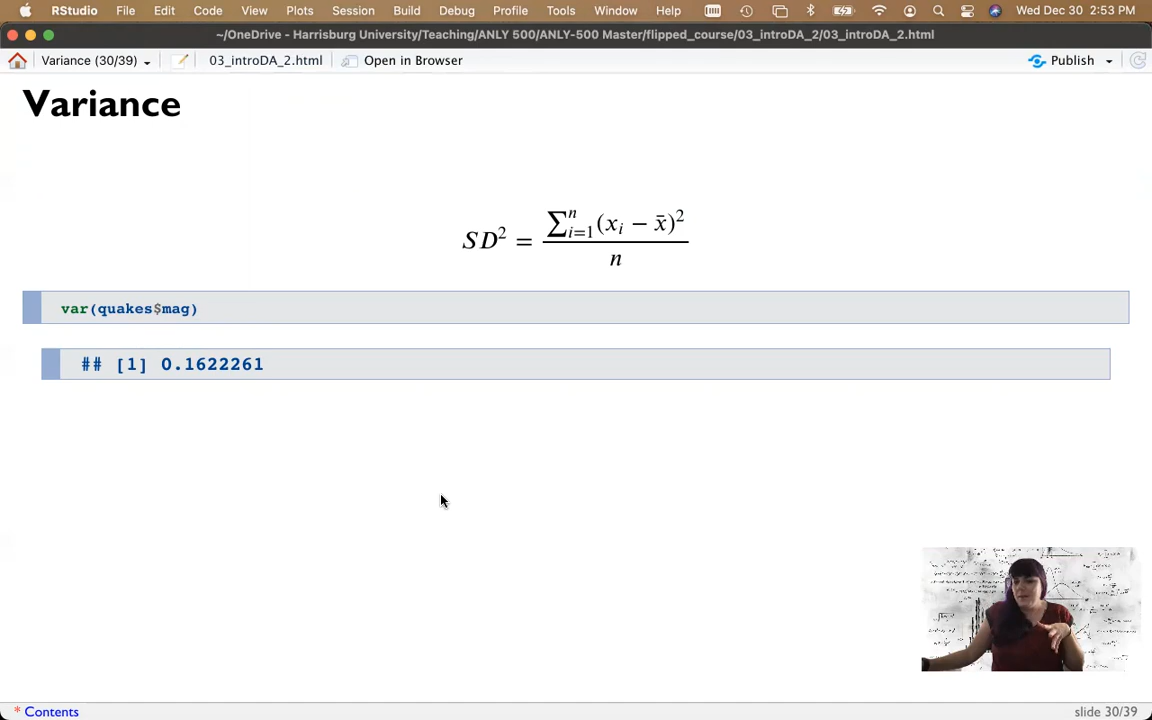 RStudio File Edit Code View Plots Session Build Debug Profile Tools Window Help Wed Dec 30 2:53 PM
~/OneDrive - Harrisburg University/Teaching/ANLY 500/ANLY-500 Master/flipped_course/03_introDA_2/03_introDA_2.html
Variance (30/39) 03_introDA_2.html Open in Browser Publish
Variance
SD² = ∑ⁿᵢ₌₁(xᵢ − x̄)² / n
var(quakes$mag)
## [1] 0.1622261
* Contents slide 30/39